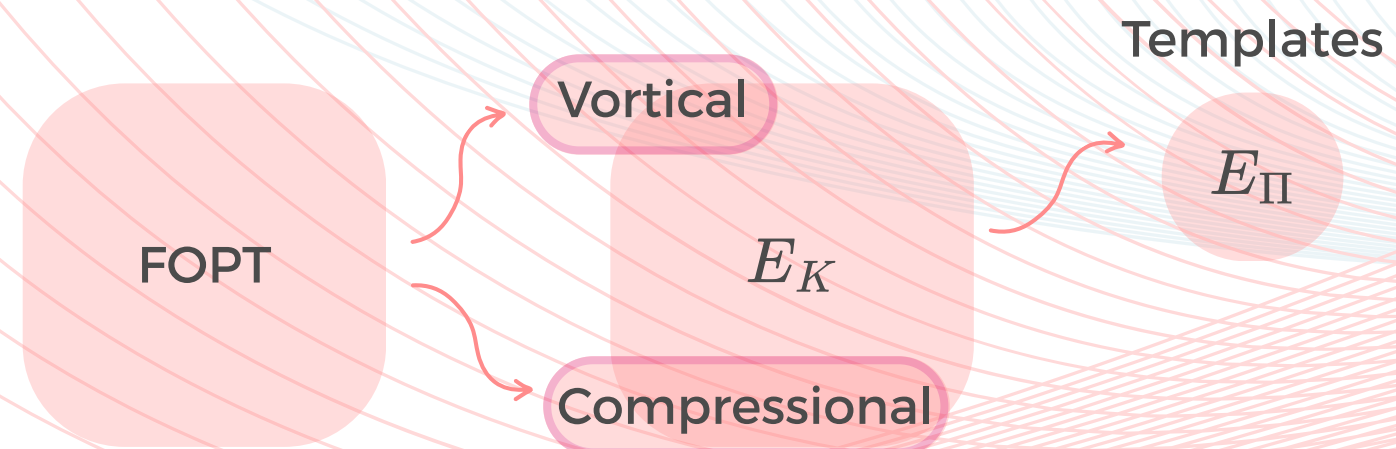 Templates
Vortical
E_Π
FOPT
E_K
Compressional